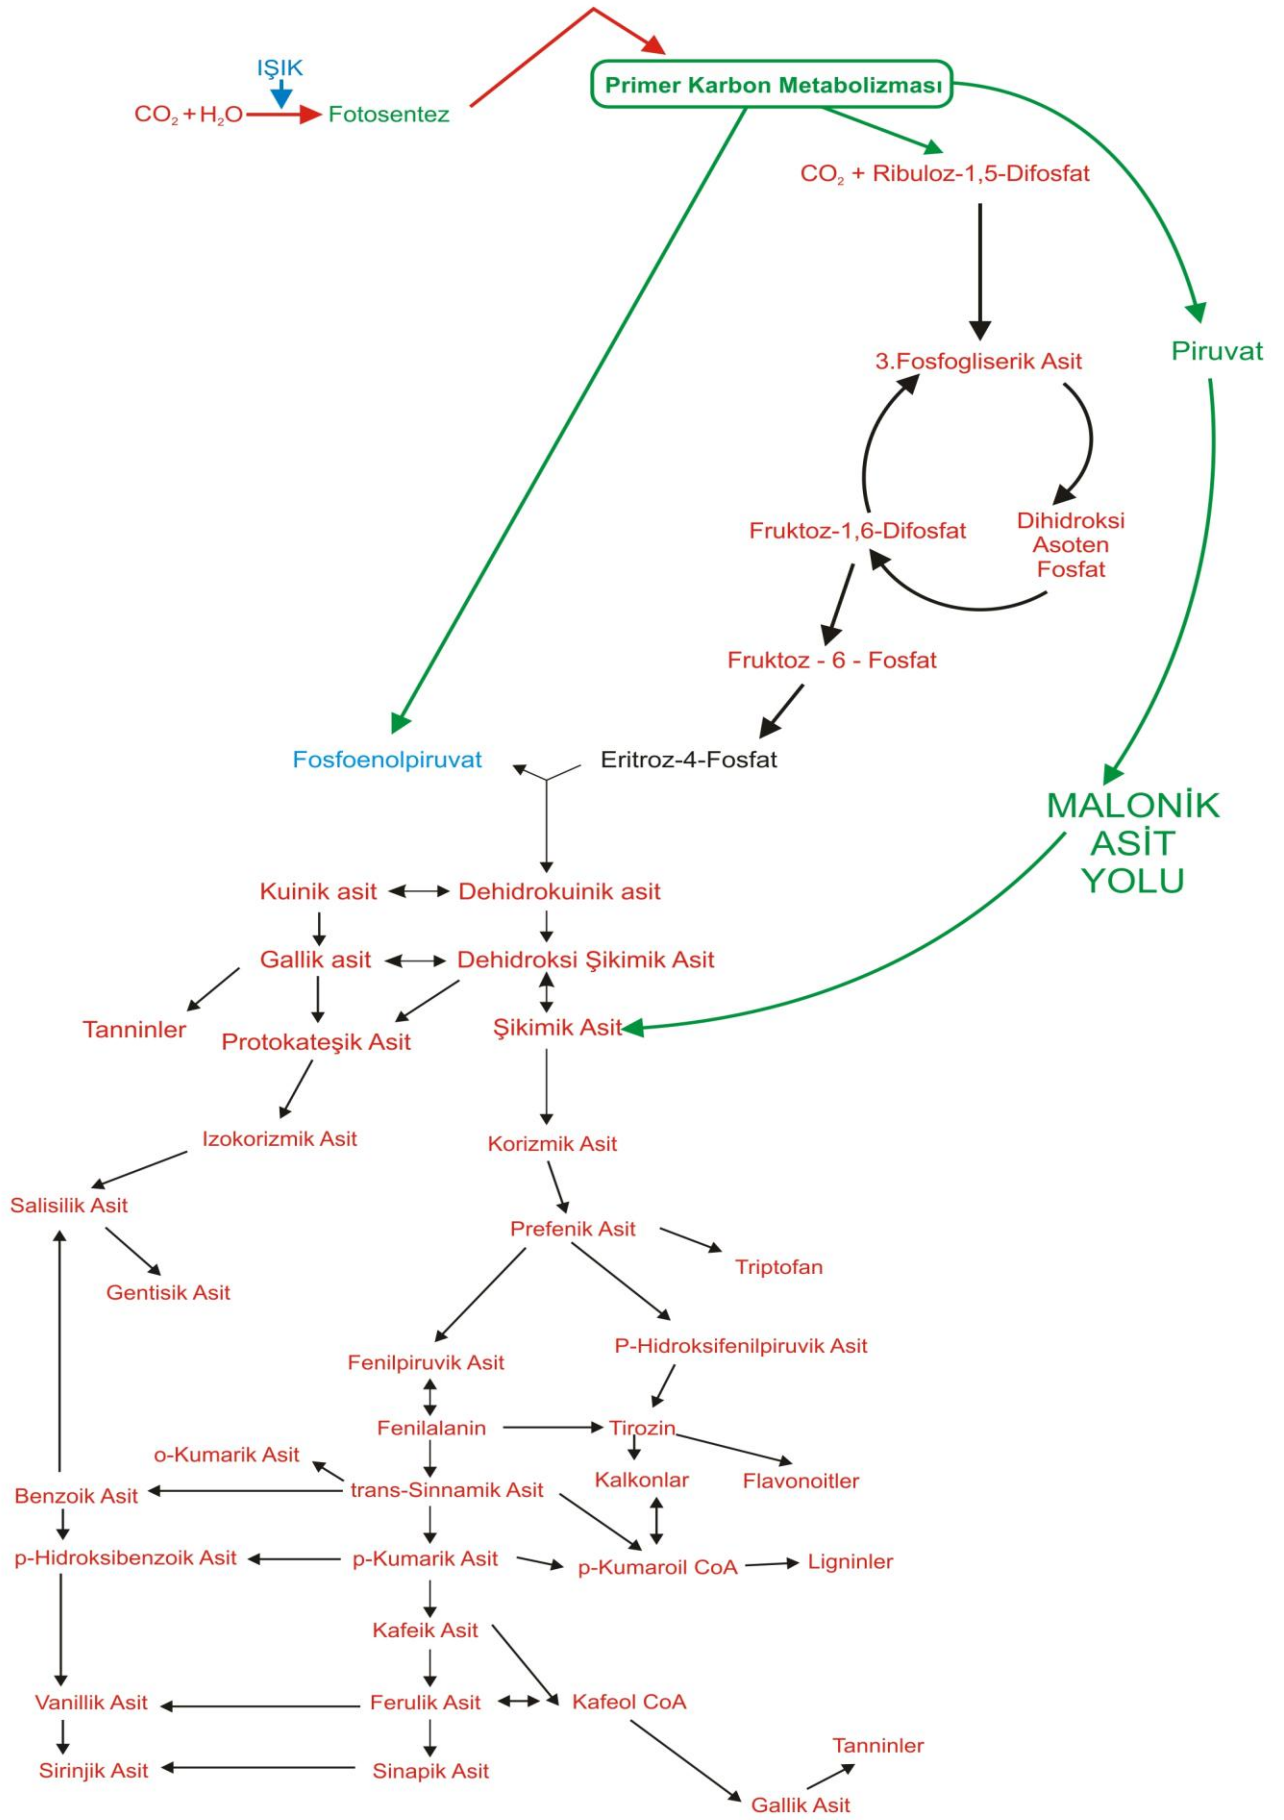 IŞIK
Primer Karbon Metabolizması
CO2 + H2O
Fotosentez
CO2 + Ribuloz-1,5-Difosfat
3.Fosfogliserik Asit
Piruvat
Fruktoz-1,6-Difosfat
Dihidroksi
Asoten
Fosfat
Fruktoz - 6 - Fosfat
Fosfoenolpiruvat
Eritroz-4-Fosfat
MALONİK
ASİT
YOLU
Kuinik asit
Dehidrokuinik asit
Gallik asit
Dehidroksi Şikimik Asit
Tanninler
Protokateşik Asit
Şikimik Asit
Izokorizmik Asit
Korizmik Asit
Salisilik Asit
Prefenik Asit
Triptofan
Gentisik Asit
P-Hidroksifenilpiruvik Asit
Fenilpiruvik Asit
Fenilalanin
Tirozin
o-Kumarik Asit
Kalkonlar
Flavonoitler
Benzoik Asit
trans-Sinnamik Asit
p-Hidroksibenzoik Asit
p-Kumarik Asit
p-Kumaroil CoA
Ligninler
Kafeik Asit
Vanillik Asit
Ferulik Asit
Kafeol CoA
Sirinjik Asit
Sinapik Asit
Tanninler
Gallik Asit